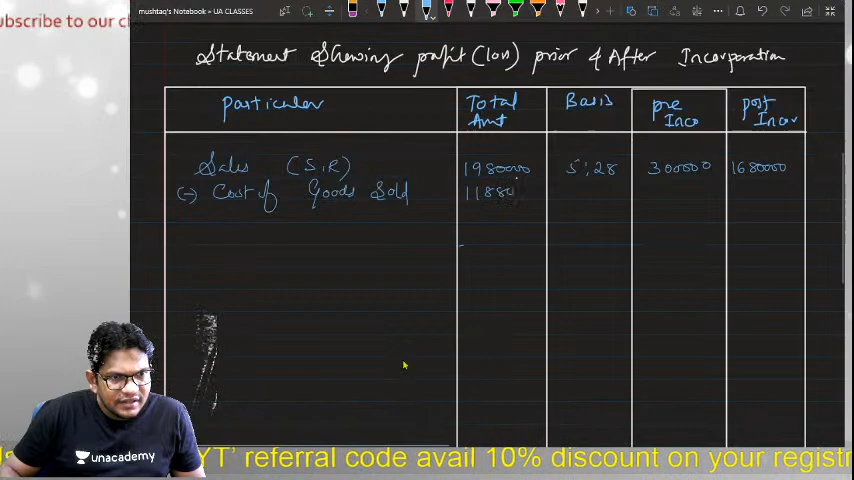 subscribe to our cl
mushtaq's Notebook » UA CLASSES
Statement Showing profit (loss) prior & After Incorporation
Particular Total Amt Basis pre Inco post Incor
Sales (S.R) 1980000 5:28 300000 1680000
(-) Cost of Goods Sold 11880
unacademy
YT' referral code avail 10% discount on your registr